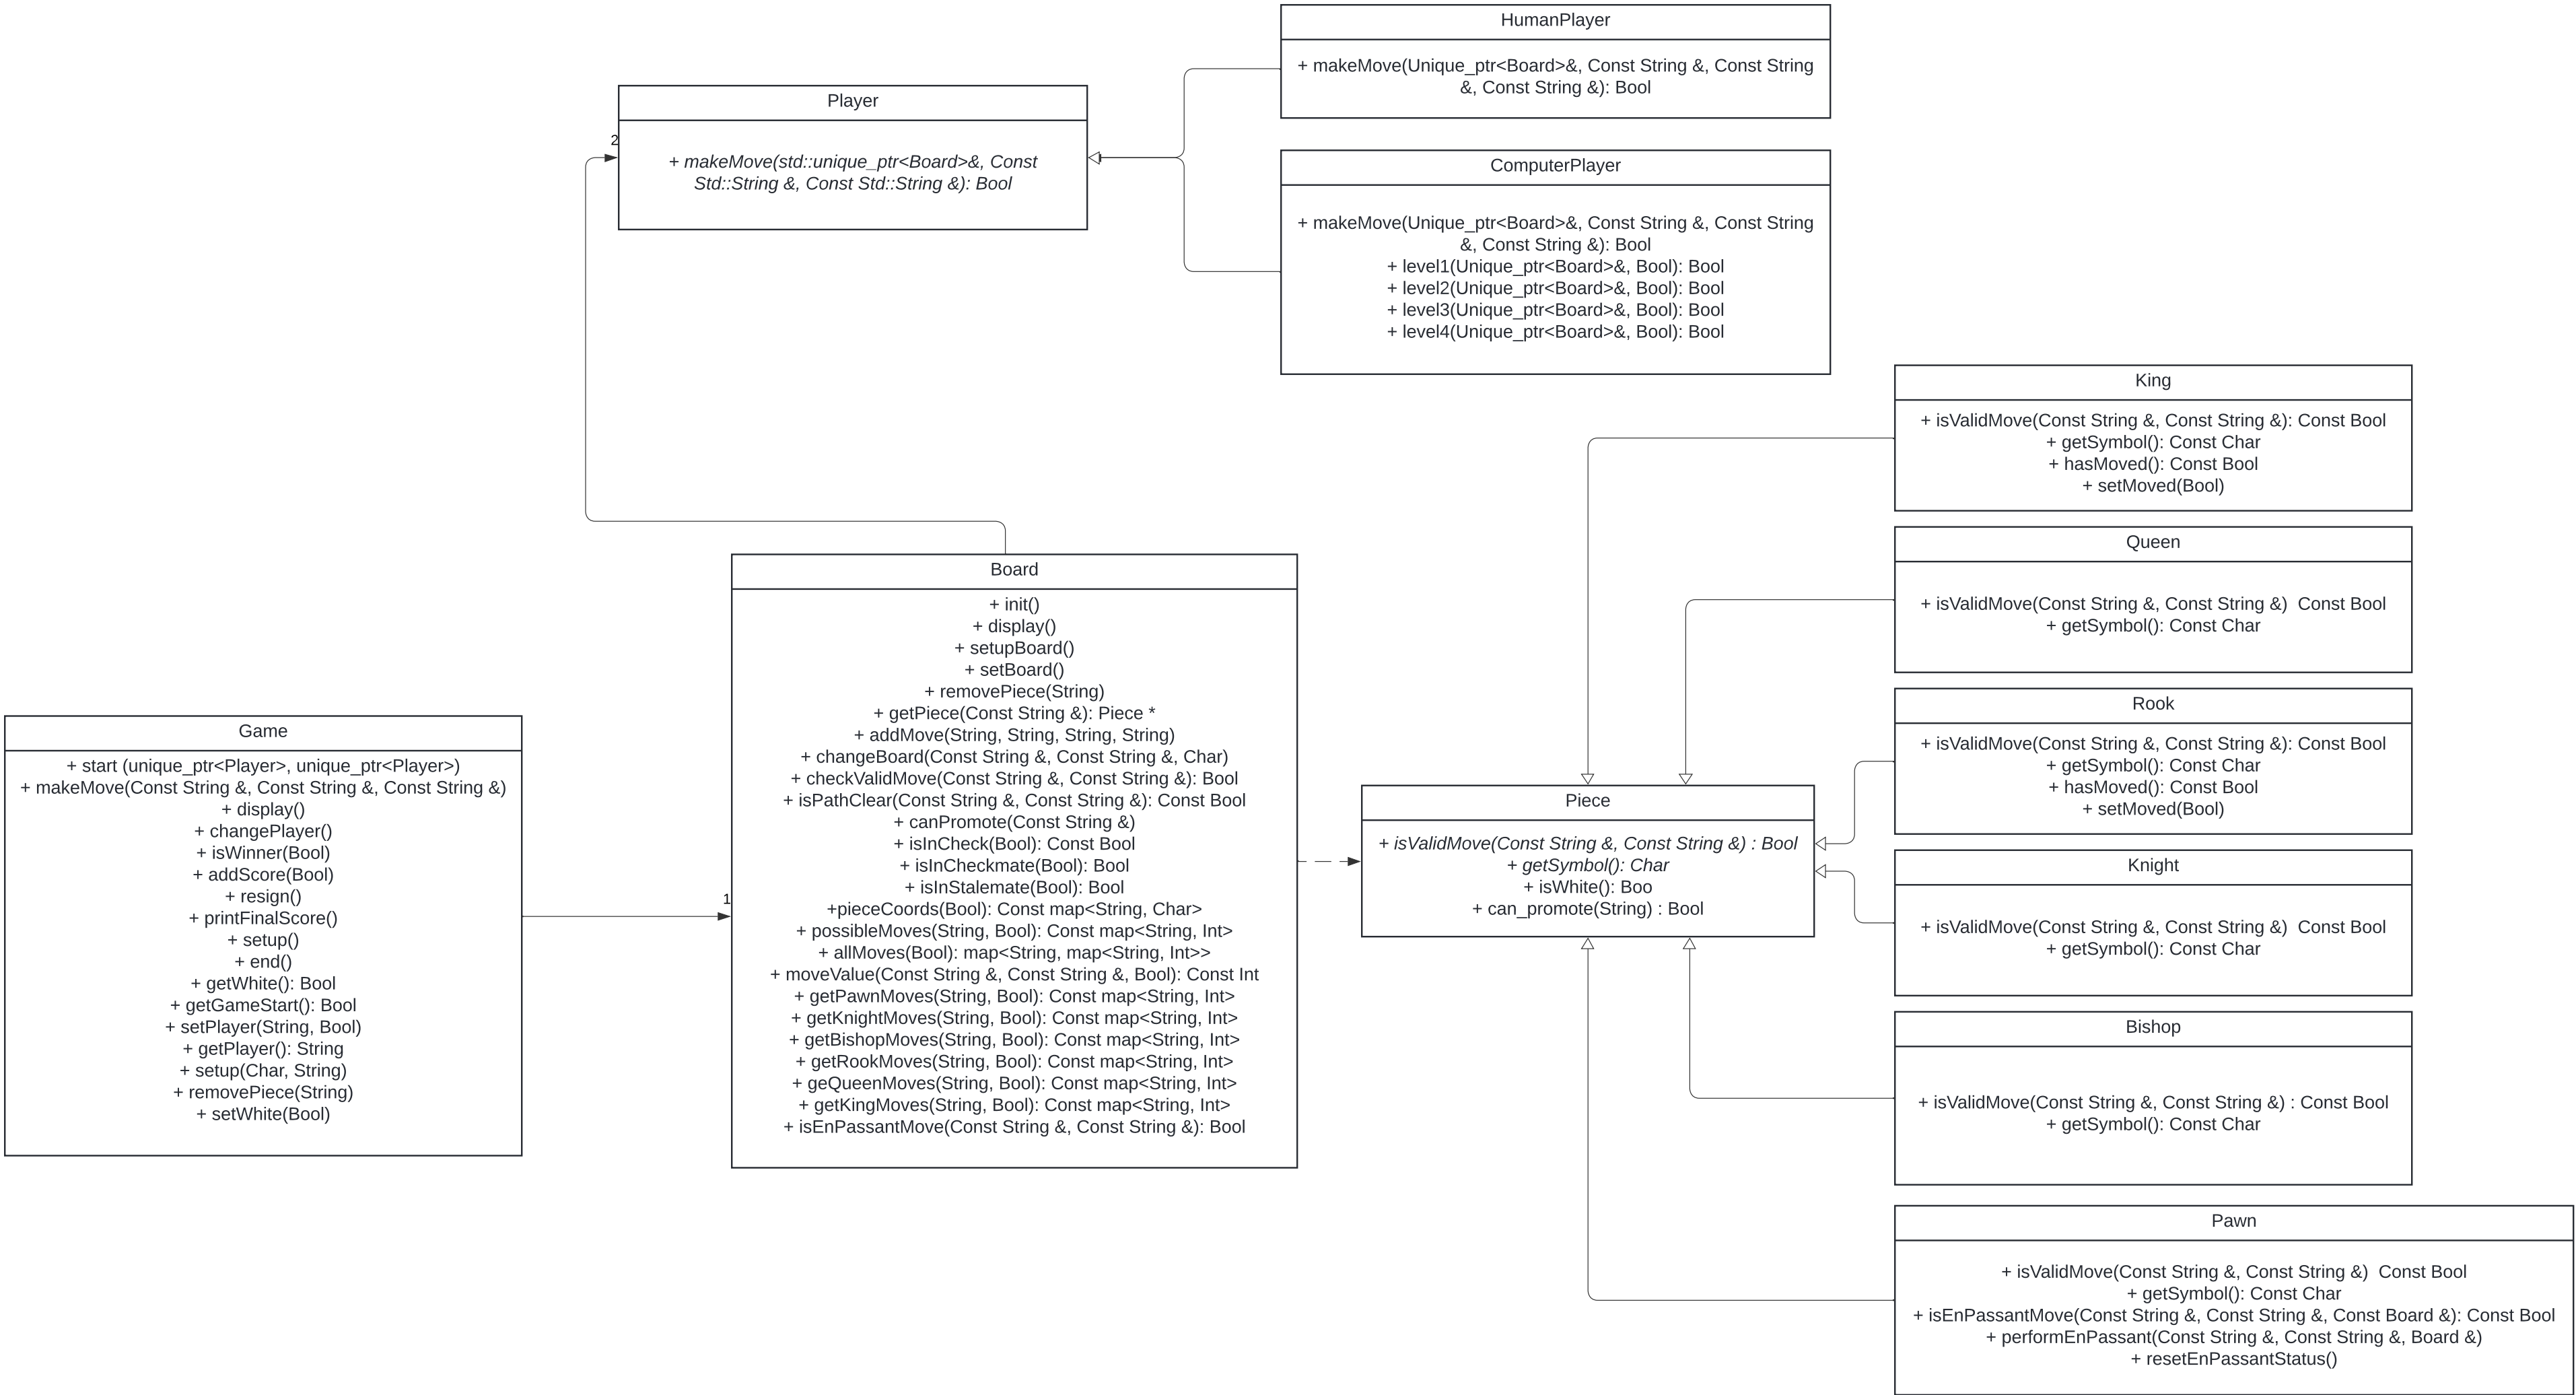 HumanPlayer
+ makeMove(Unique_ptr<Board>&, Const String &, Const String
&, Const String &): Bool
Player
2
+ makeMove(std::unique_ptr<Board>&, Const
Std::String &, Const Std::String &): Bool
ComputerPlayer
+ makeMove(Unique_ptr<Board>&, Const String &, Const String
&, Const String &): Bool
+ level1(Unique_ptr<Board>&, Bool): Bool
+ level2(Unique_ptr<Board>&, Bool): Bool
+ level3(Unique_ptr<Board>&, Bool): Bool
+ level4(Unique_ptr<Board>&, Bool): Bool
Game
+ start (unique_ptr<Player>, unique_ptr<Player>)
+ makeMove(Const String &, Const String &, Const String &)
+ display()
+ changePlayer()
+ isWinner(Bool)
+ addScore(Bool)
+ resign()
+ printFinalScore()
+ setup()
+ end()
+ getWhite(): Bool
+ getGameStart(): Bool
+ setPlayer(String, Bool)
+ getPlayer(): String
+ setup(Char, String)
+ removePiece(String)
+ setWhite(Bool)
1
Board
+ init()
+ display()
+ setupBoard()
+ setBoard()
+ removePiece(String)
+ getPiece(Const String &): Piece *
+ addMove(String, String, String, String)
+ changeBoard(Const String &, Const String &, Char)
+ checkValidMove(Const String &, Const String &): Bool
+ isPathClear(Const String &, Const String &): Const Bool
+ canPromote(Const String &)
+ isInCheck(Bool): Const Bool
+ isInCheckmate(Bool): Bool
+ isInStalemate(Bool): Bool
+pieceCoords(Bool): Const map<String, Char>
+ possibleMoves(String, Bool): Const map<String, Int>
+ allMoves(Bool): map<String, map<String, Int>>
+ moveValue(Const String &, Const String &, Bool): Const Int
+ getPawnMoves(String, Bool): Const map<String, Int>
+ getKnightMoves(String, Bool): Const map<String, Int>
+ getBishopMoves(String, Bool): Const map<String, Int>
+ getRookMoves(String, Bool): Const map<String, Int>
+ geQueenMoves(String, Bool): Const map<String, Int>
+ getKingMoves(String, Bool): Const map<String, Int>
+ isEnPassantMove(Const String &, Const String &): Bool
Piece
+ isValidMove(Const String &, Const String &) : Bool
+ getSymbol(): Char
+ isWhite(): Boo
+ can_promote(String) : Bool
King
+ isValidMove(Const String &, Const String &): Const Bool
+ getSymbol(): Const Char
+ hasMoved(): Const Bool
+ setMoved(Bool)
Queen
+ isValidMove(Const String &, Const String &)  Const Bool
+ getSymbol(): Const Char
Rook
+ isValidMove(Const String &, Const String &): Const Bool
+ getSymbol(): Const Char
+ hasMoved(): Const Bool
+ setMoved(Bool)
Knight
+ isValidMove(Const String &, Const String &)  Const Bool
+ getSymbol(): Const Char
Bishop
+ isValidMove(Const String &, Const String &) : Const Bool
+ getSymbol(): Const Char
Pawn
+ isValidMove(Const String &, Const String &)  Const Bool
+ getSymbol(): Const Char
+ isEnPassantMove(Const String &, Const String &, Const Board &): Const Bool
+ performEnPassant(Const String &, Const String &, Board &)
+ resetEnPassantStatus()